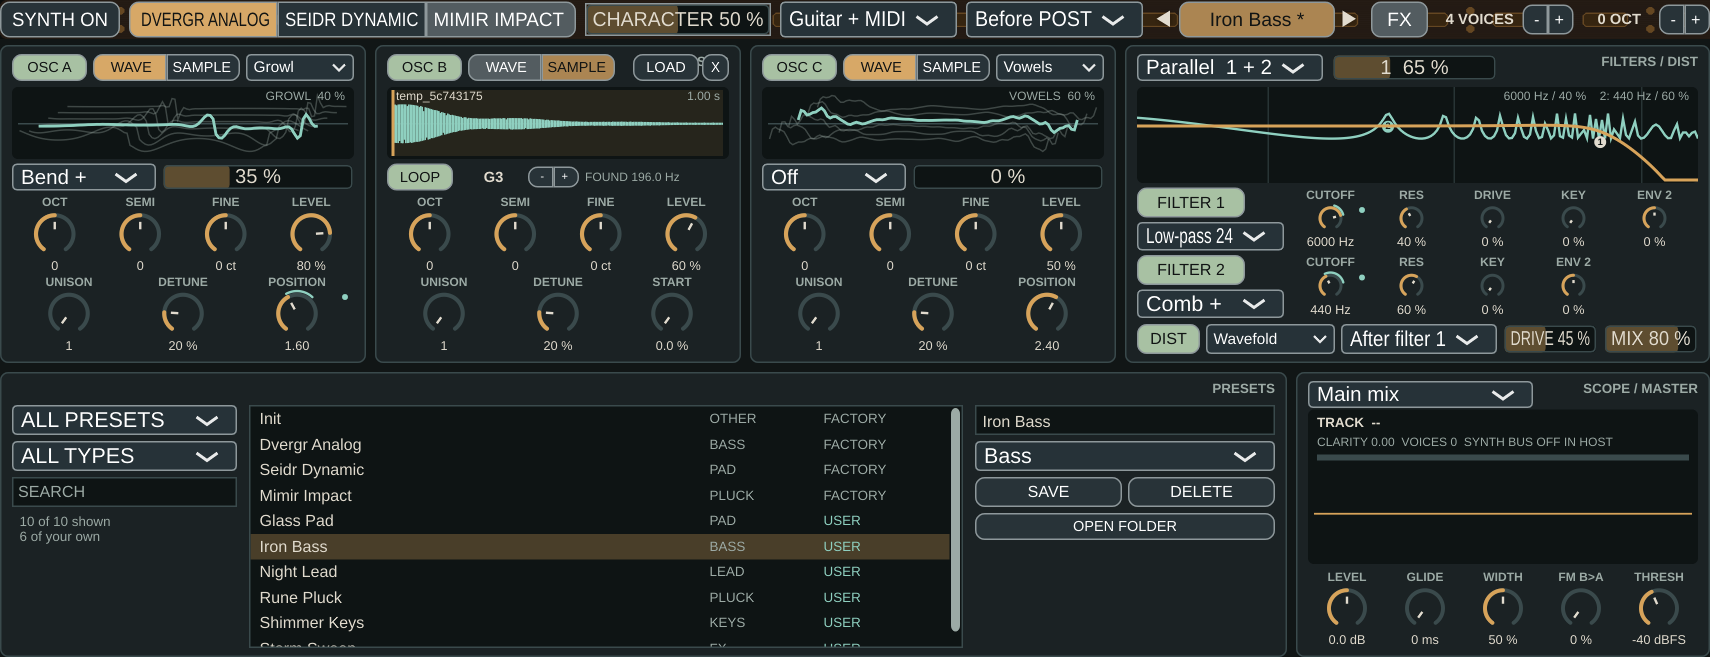 SYNTH ON DVERGR ANALOG SEIDR DYNAMIC MIMIR IMPACT CHARACTER 50 % Guitar + MIDI Before POST Iron Bass * FX 4 VOICES - + 0 OCT - +
OSC A WAVE SAMPLE Growl
GROWL 40 %
Bend + 35 %
OCT SEMI FINE LEVEL
0 0 0 ct 80 %
UNISON DETUNE POSITION
1 20 % 1.60
OSC B WAVE SAMPLE LOAD X
temp_5c743175 1.00 s
LOOP G3 - + FOUND 196.0 Hz
OCT SEMI FINE LEVEL
0 0 0 ct 60 %
UNISON DETUNE START
1 20 % 0.0 %
OSC C WAVE SAMPLE Vowels
VOWELS 60 %
Off 0 %
OCT SEMI FINE LEVEL
0 0 0 ct 50 %
UNISON DETUNE POSITION
1 20 % 2.40
Parallel 1 + 2 1 65 % FILTERS / DIST
6000 Hz / 40 % 2: 440 Hz / 60 %
2
1
FILTER 1 CUTOFF RES DRIVE KEY ENV 2
Low-pass 24 6000 Hz 40 % 0 % 0 % 0 %
FILTER 2 CUTOFF RES KEY ENV 2
Comb + 440 Hz 60 % 0 % 0 %
DIST Wavefold After filter 1 DRIVE 45 % MIX 80 %
PRESETS
ALL PRESETS
ALL TYPES
SEARCH
10 of 10 shown
6 of your own
Init OTHER FACTORY
Dvergr Analog BASS FACTORY
Seidr Dynamic PAD FACTORY
Mimir Impact PLUCK FACTORY
Glass Pad PAD USER
Iron Bass BASS USER
Night Lead LEAD USER
Rune Pluck PLUCK USER
Shimmer Keys KEYS USER
Storm Sweep FX USER
Iron Bass
Bass
SAVE DELETE
OPEN FOLDER
Main mix SCOPE / MASTER
TRACK --
CLARITY 0.00 VOICES 0 SYNTH BUS OFF IN HOST
LEVEL GLIDE WIDTH FM B>A THRESH
0.0 dB 0 ms 50 % 0 % -40 dBFS